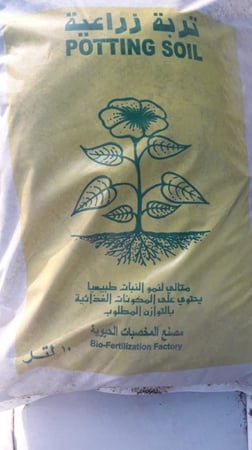 تربة زراعية
POTTING SOIL
مثالي لنمو النبات طبيعيا
يحتوي على المكونات الغذائية
بالتوازن المطلوب
مصنع المخصبات الحيوية
Bio-Fertilization Factory
١٠ لتر